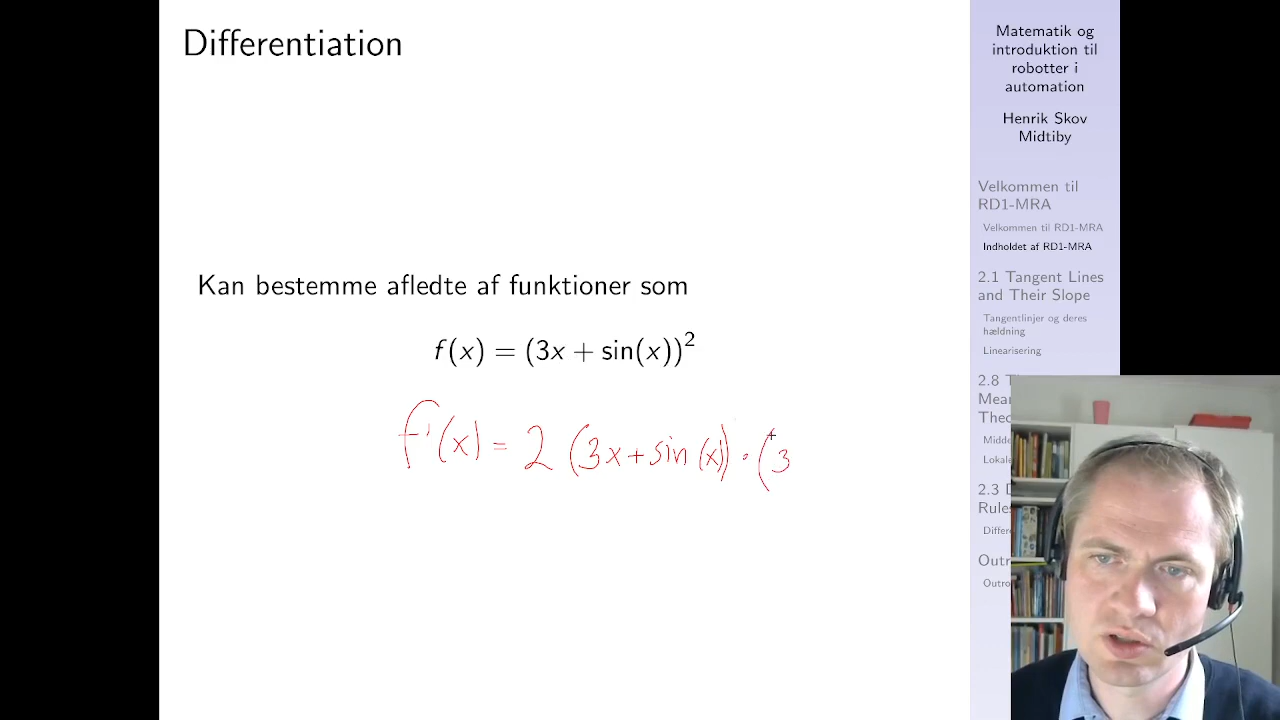 Differentiation
Kan bestemme afledte af funktioner som
f(x) = (3x + sin(x))²
f'(x) = 2 (3x + sin(x)) · (3
Matematik og
introduktion til
robotter i
automation
Henrik Skov
Midtiby
Velkommen til
RD1-MRA
Velkommen til RD1-MRA
Indholdet af RD1-MRA
2.1 Tangent Lines
and Their Slope
Tangentlinjer og deres
hældning
Linearisering
2.8
2.3